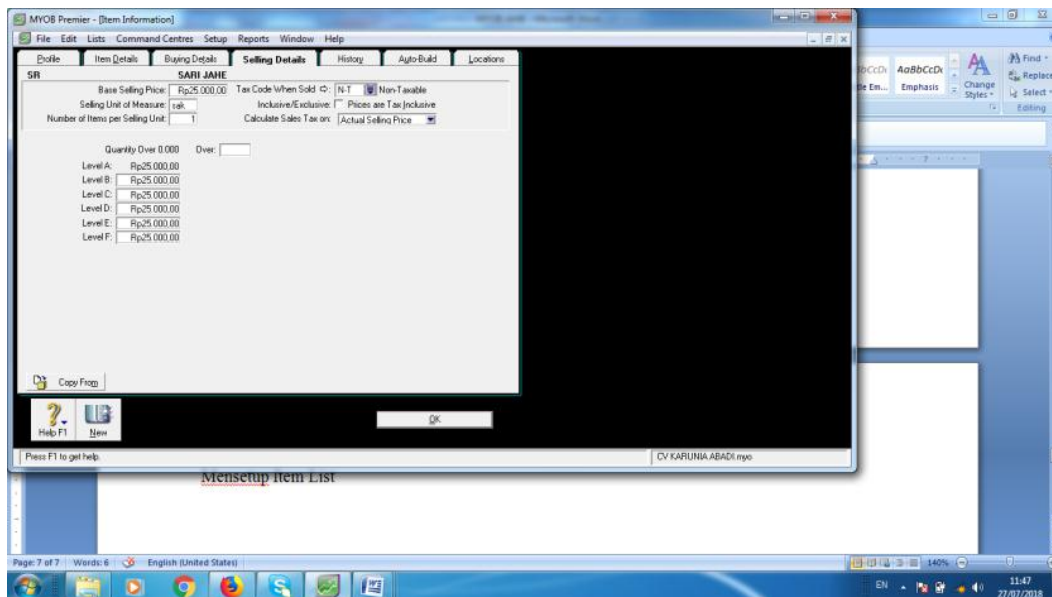 MYOB Premier - [Item Information]
File Edit Lists Command Centres Setup Reports Window Help
Profile Item Details Buying Details Selling Details History Auto-Build Locations
SR SARI JAHE
Base Selling Price: Rp25.000,00 Tax Code When Sold N-T Non-Taxable
Selling Unit of Measure: sak Inclusive/Exclusive: Prices are Tax Inclusive
Number of Items per Selling Unit: 1 Calculate Sales Tax on: Actual Selling Price
Quantity Over 0.000 Over:
Level A: Rp25.000,00
Level B: Rp25.000,00
Level C: Rp25.000,00
Level D: Rp25.000,00
Level E: Rp25.000,00
Level F: Rp25.000,00
Copy From
Help F1 New
OK
Press F1 to get help. CV KARUNIA ABADI.myo
AaBbCcDc
Emphasis
Change
Styles
Find
Replace
Select
Editing
7
Mensetup Item List
Page: 7 of 7 Words: 6 English (United States) 140%
EN 11:47
27/07/2018